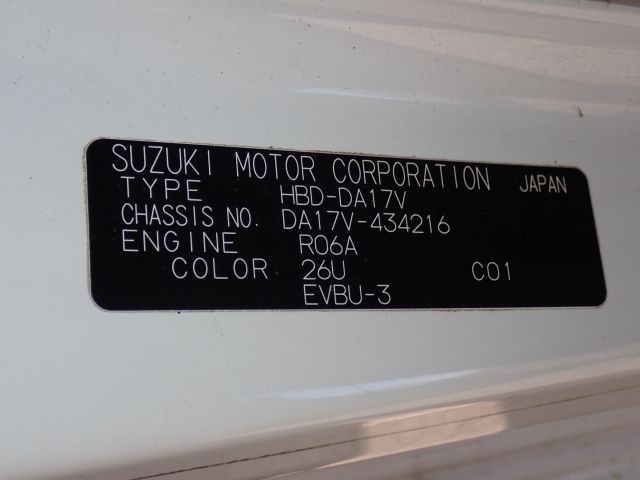 SUZUKI MOTOR CORPORATION JAPAN
TYPE HBD-DA17V
CHASSIS NO. DA17V-434216
ENGINE R06A
COLOR 26U C01
EVBU-3